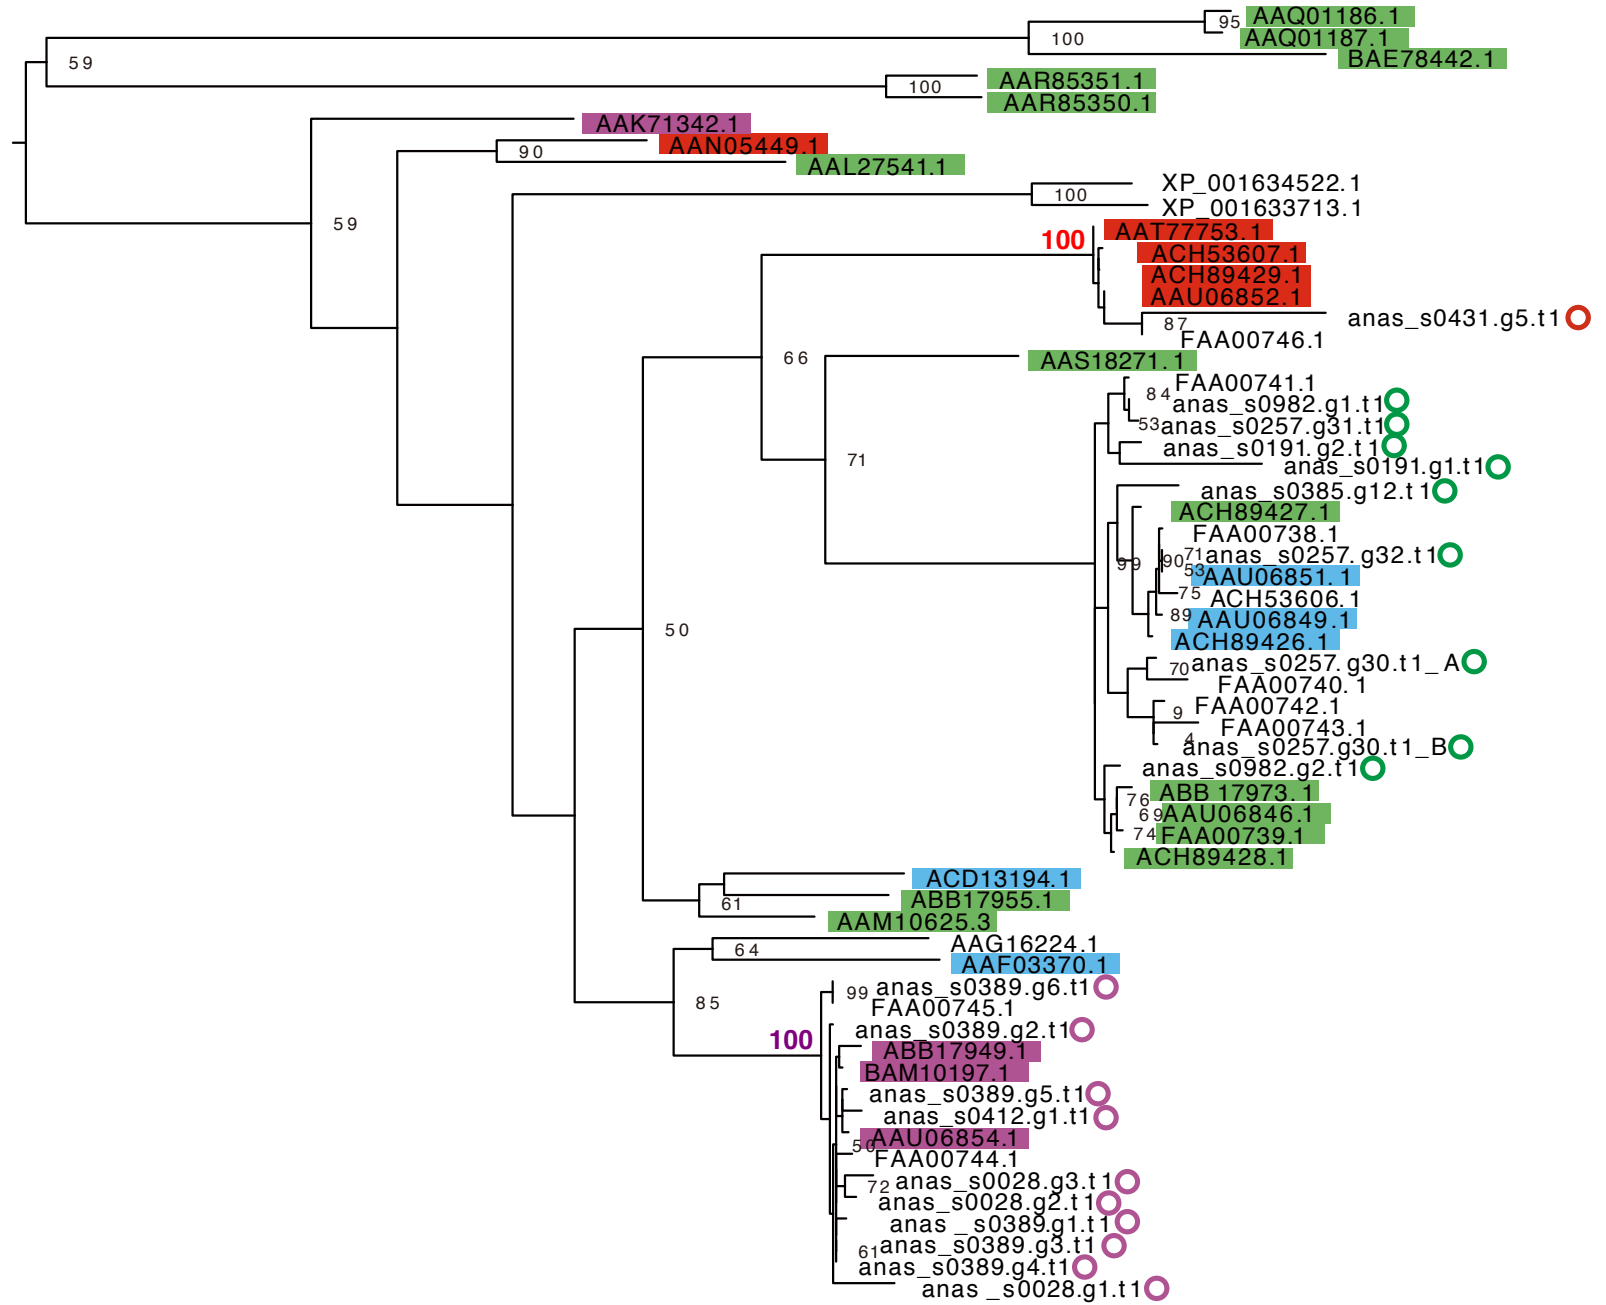 95 AAQ01186.1
100 AAQ01187.1
BAE78442.1
59
100 AAR85351.1
AAR85350.1
AAK71342.1
90 AAN05449.1
AAL27541.1
XP_001634522.1
100
XP_001633713.1
59
100 AAT77753.1
ACH53607.1
ACH89429.1
AAU06852.1
87 anas_s0431.g5.t1
FAA00746.1
66
AAS18271.1
FAA00741.1
84 anas_s0982.g1.t1
53 anas_s0257.g31.t1
anas_s0191.g2.t1
71
anas_s0191.g1.t1
anas_s0385.g12.t1
ACH89427.1
FAA00738.1
99 90 71 anas_s0257.g32.t1
53 AAU06851.1
75 ACH53606.1
89 AAU06849.1
50
ACH89426.1
70 anas_s0257.g30.t1_A
FAA00740.1
9 FAA00742.1
FAA00743.1
4 anas_s0257.g30.t1_B
anas_s0982.g2.t1
76 ABB17973.1
69 AAU06846.1
74 FAA00739.1
ACH89428.1
ACD13194.1
61 ABB17955.1
AAM10625.3
64 AAG16224.1
AAF03370.1
85
99 anas_s0389.g6.t1
FAA00745.1
100 anas_s0389.g2.t1
ABB17949.1
BAM10197.1
anas_s0389.g5.t1
anas_s0412.g1.t1
50 AAU06854.1
FAA00744.1
72 anas_s0028.g3.t1
anas_s0028.g2.t1
anas_s0389.g1.t1
61 anas_s0389.g3.t1
anas_s0389.g4.t1
anas_s0028.g1.t1